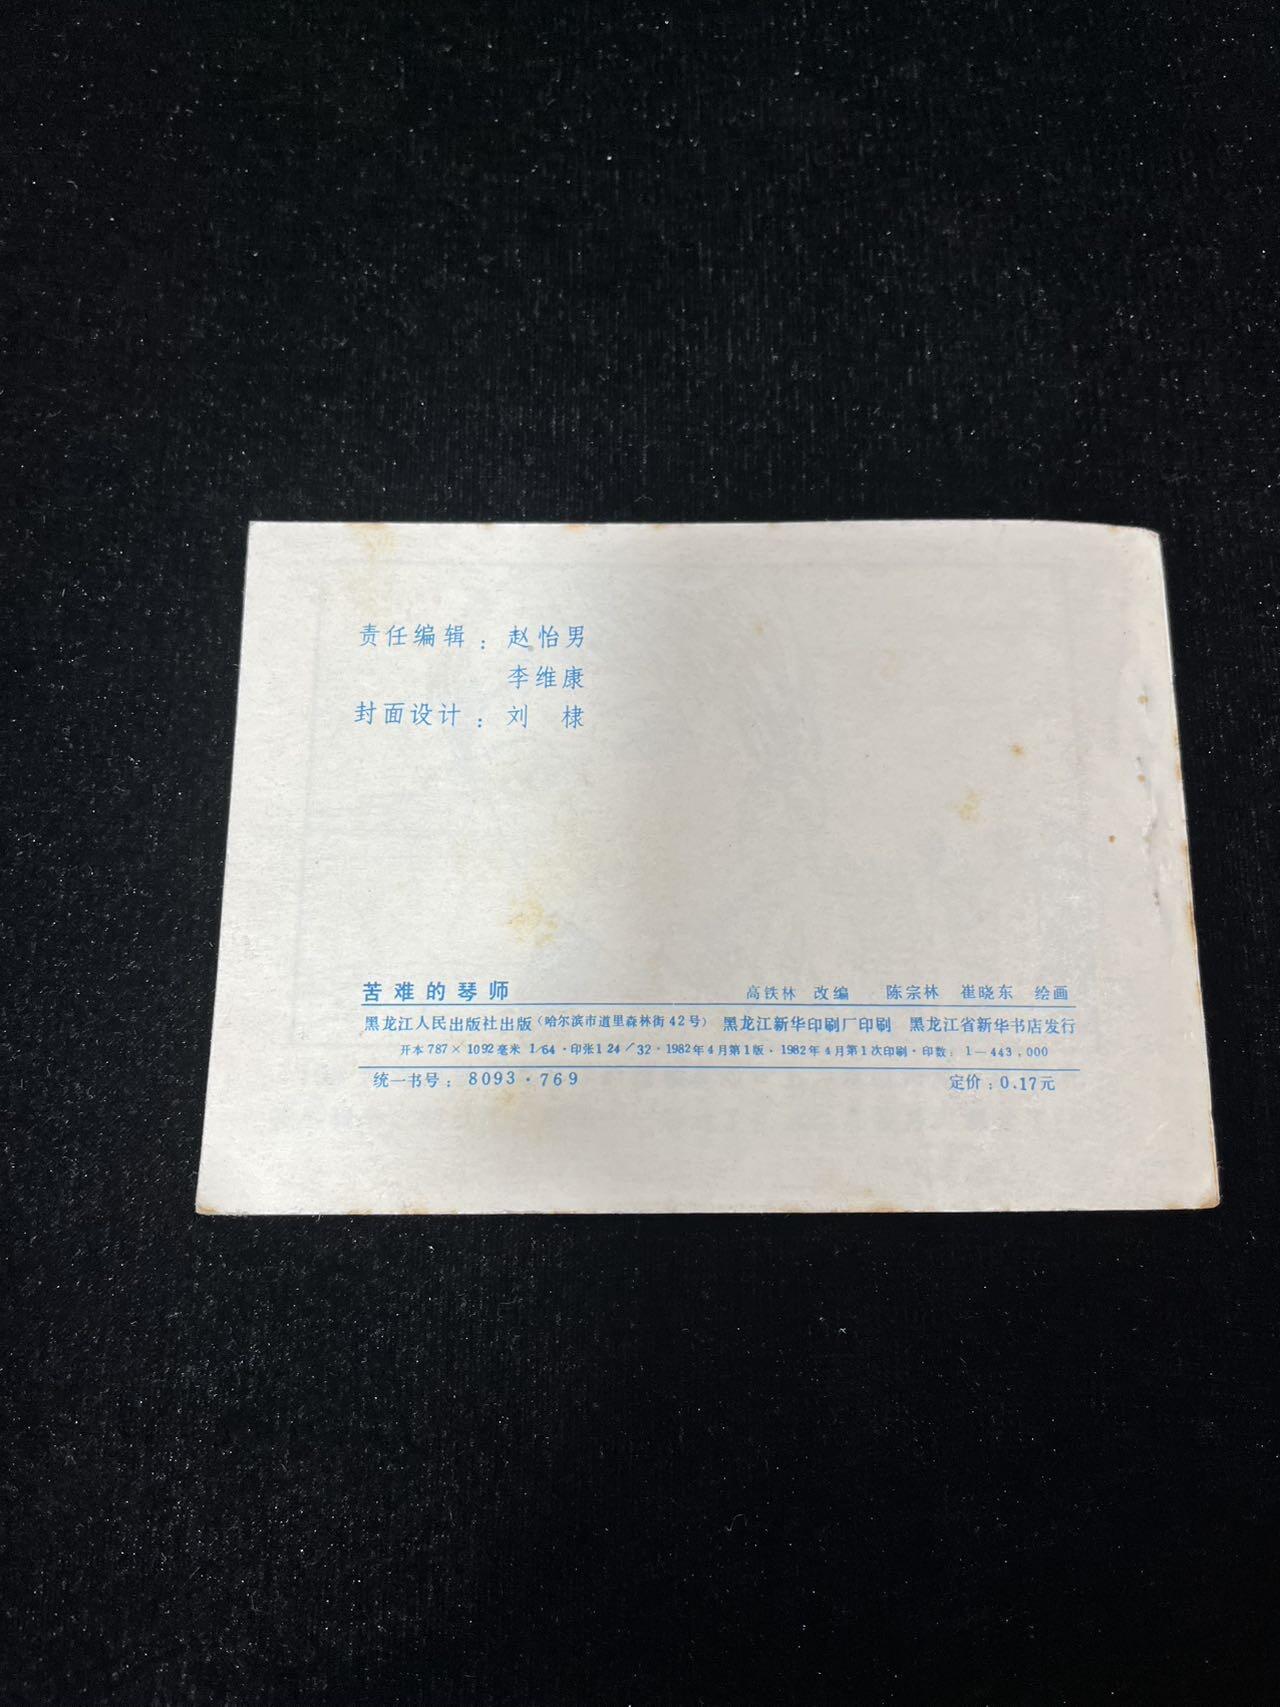 责任编辑：赵怡男
李维康
封面设计：刘 棣
苦难的琴师 高铁林 改编 陈宗林 崔晓东 绘画
黑龙江人民出版社出版（哈尔滨市道里森林街42号） 黑龙江新华印刷厂印刷 黑龙江省新华书店发行
开本787×1092毫米 1/64·印张1 24/32·1982年4月第1版·1982年4月第1次印刷·印数：1—443,000
统一书号：8093·769 定价：0.17元